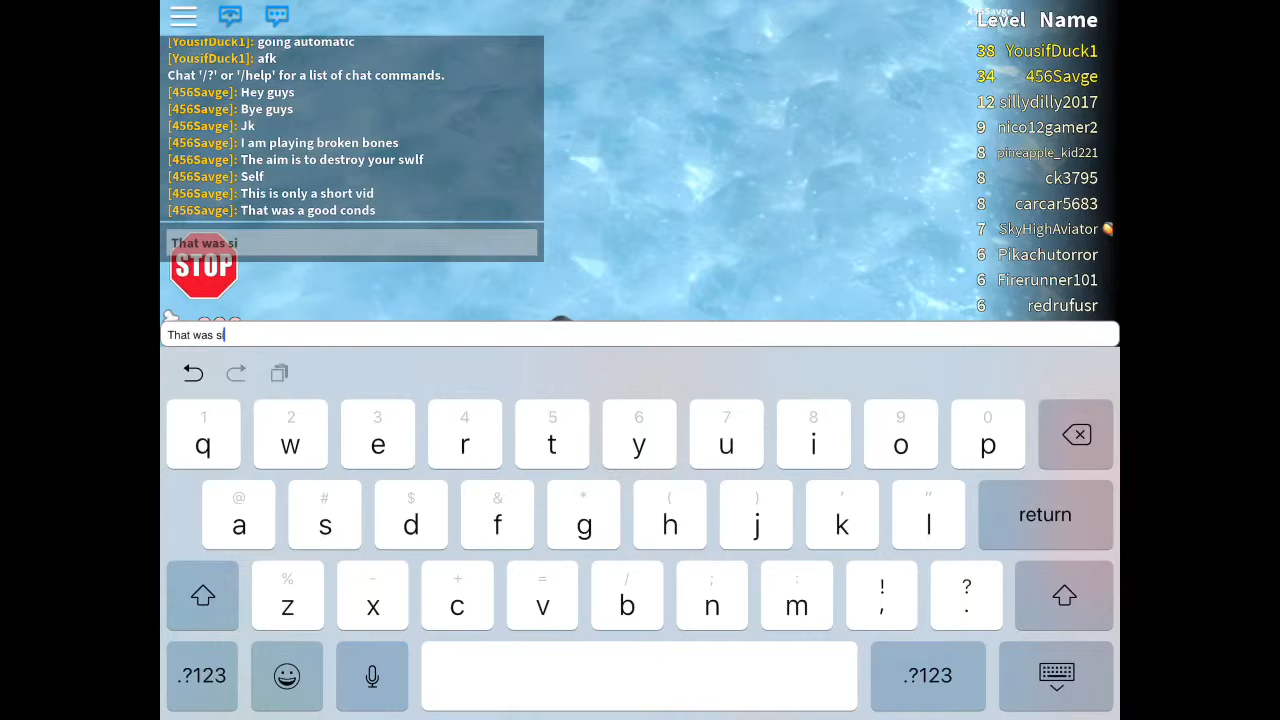 456Savge
Level Name
[YousifDuck1]: going automatic
[YousifDuck1]: afk
Chat '/?' or '/help' for a list of chat commands.
[456Savge]: Hey guys
[456Savge]: Bye guys
[456Savge]: Jk
[456Savge]: I am playing broken bones
[456Savge]: The aim is to destroy your swlf
[456Savge]: Self
[456Savge]: This is only a short vid
[456Savge]: That was a good conds
That was si
STOP
38 YousifDuck1
34 456Savge
12 sillydilly2017
9 nico12gamer2
8 pineapple_kid221
8 ck3795
8 carcar5683
7 SkyHighAviator
6 Pikachutorror
6 Firerunner101
6 redrufusr
That was si
1 2 3 4 5 6 7 8 9 0
q w e r t y u i o p
@ # $ & * ( ) ' "
a s d f g h j k l return
% - + = / ; : ! ?
z x c v b n m , .
.?123 .?123